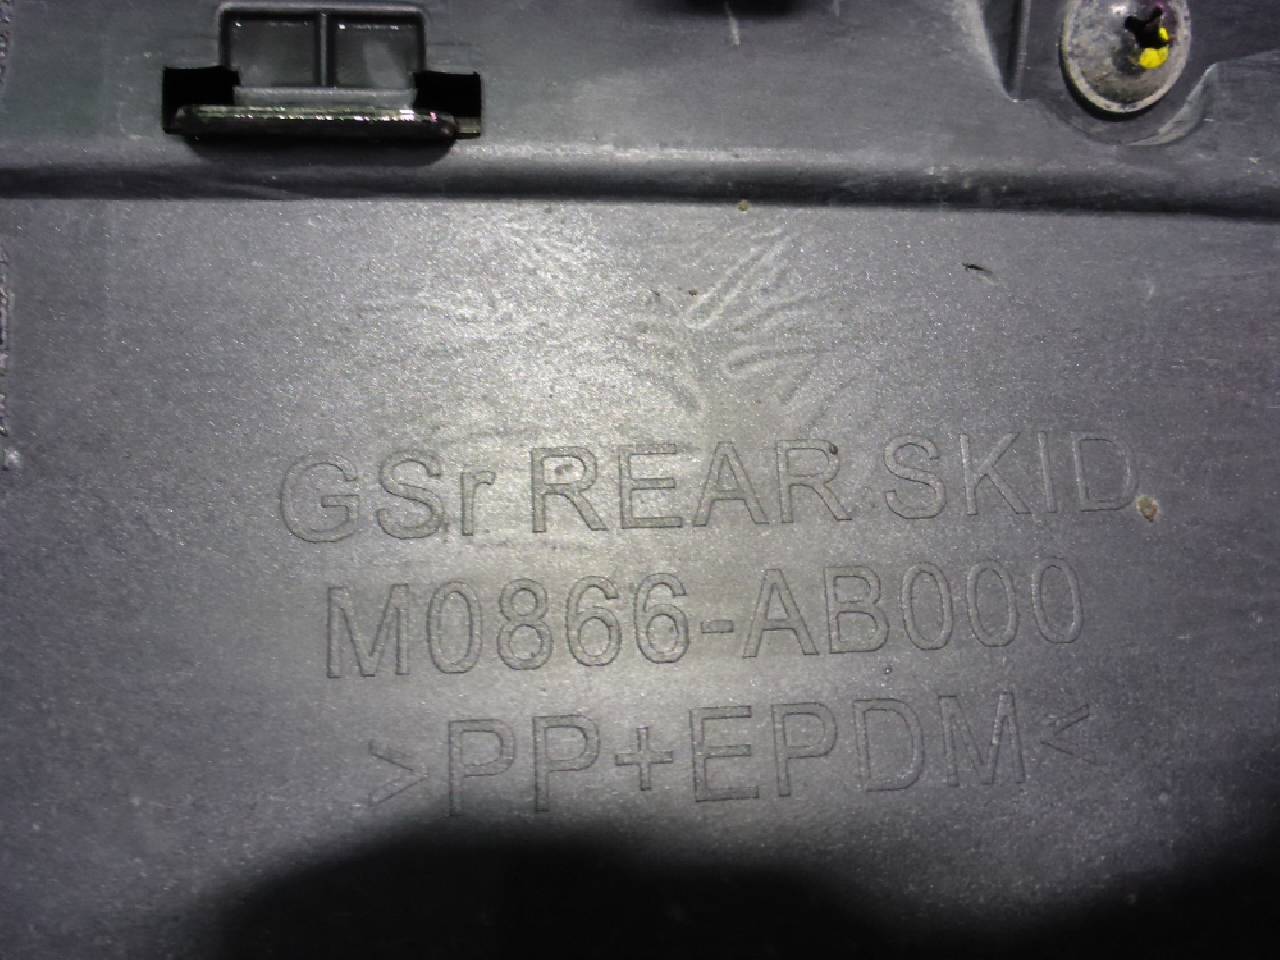 GSr REAR SKID
M0866-AB000
>PP+EPDM<